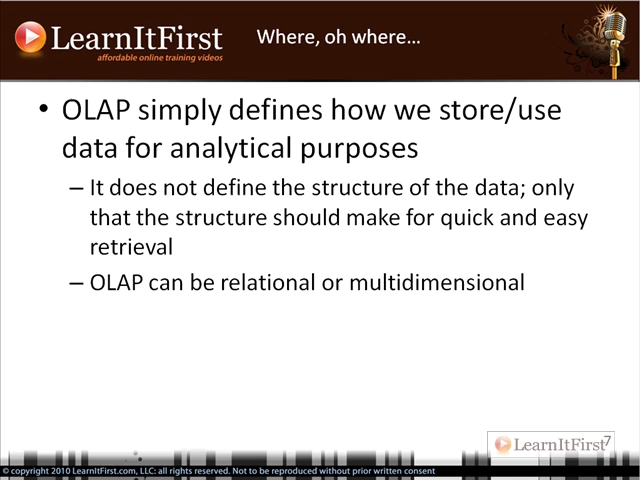 LearnItFirst
affordable online training videos
Where, oh where…
• OLAP simply defines how we store/use
data for analytical purposes
– It does not define the structure of the data; only
that the structure should make for quick and easy
retrieval
– OLAP can be relational or multidimensional
LearnItFirst
7
© copyright 2010 LearnItFirst.com, LLC: all rights reserved. Not to be reproduced without prior written consent